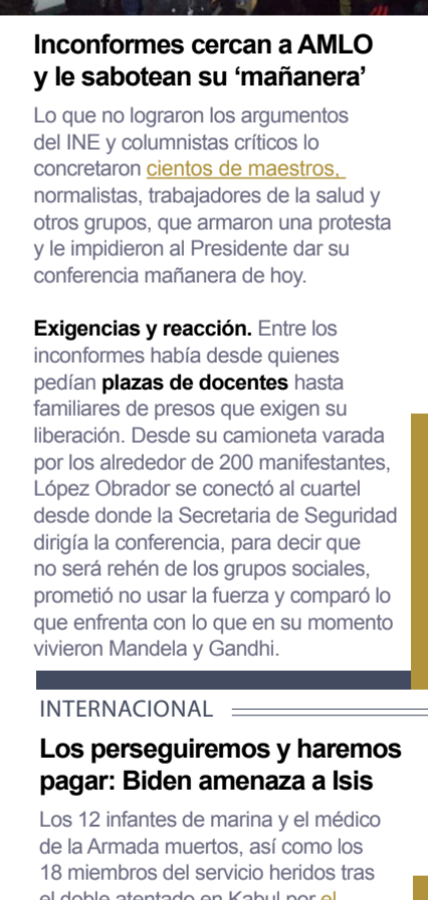 Inconformes cercan a AMLO
y le sabotean su ‘mañanera’
Lo que no lograron los argumentos
del INE y columnistas críticos lo
concretaron cientos de maestros,
normalistas, trabajadores de la salud y
otros grupos, que armaron una protesta
y le impidieron al Presidente dar su
conferencia mañanera de hoy.
Exigencias y reacción. Entre los
inconformes había desde quienes
pedían plazas de docentes hasta
familiares de presos que exigen su
liberación. Desde su camioneta varada
por los alrededor de 200 manifestantes,
López Obrador se conectó al cuartel
desde donde la Secretaria de Seguridad
dirigía la conferencia, para decir que
no será rehén de los grupos sociales,
prometió no usar la fuerza y comparó lo
que enfrenta con lo que en su momento
vivieron Mandela y Gandhi.
INTERNACIONAL
Los perseguiremos y haremos
pagar: Biden amenaza a Isis
Los 12 infantes de marina y el médico
de la Armada muertos, así como los
18 miembros del servicio heridos tras
el doble atentado en Kabul por el